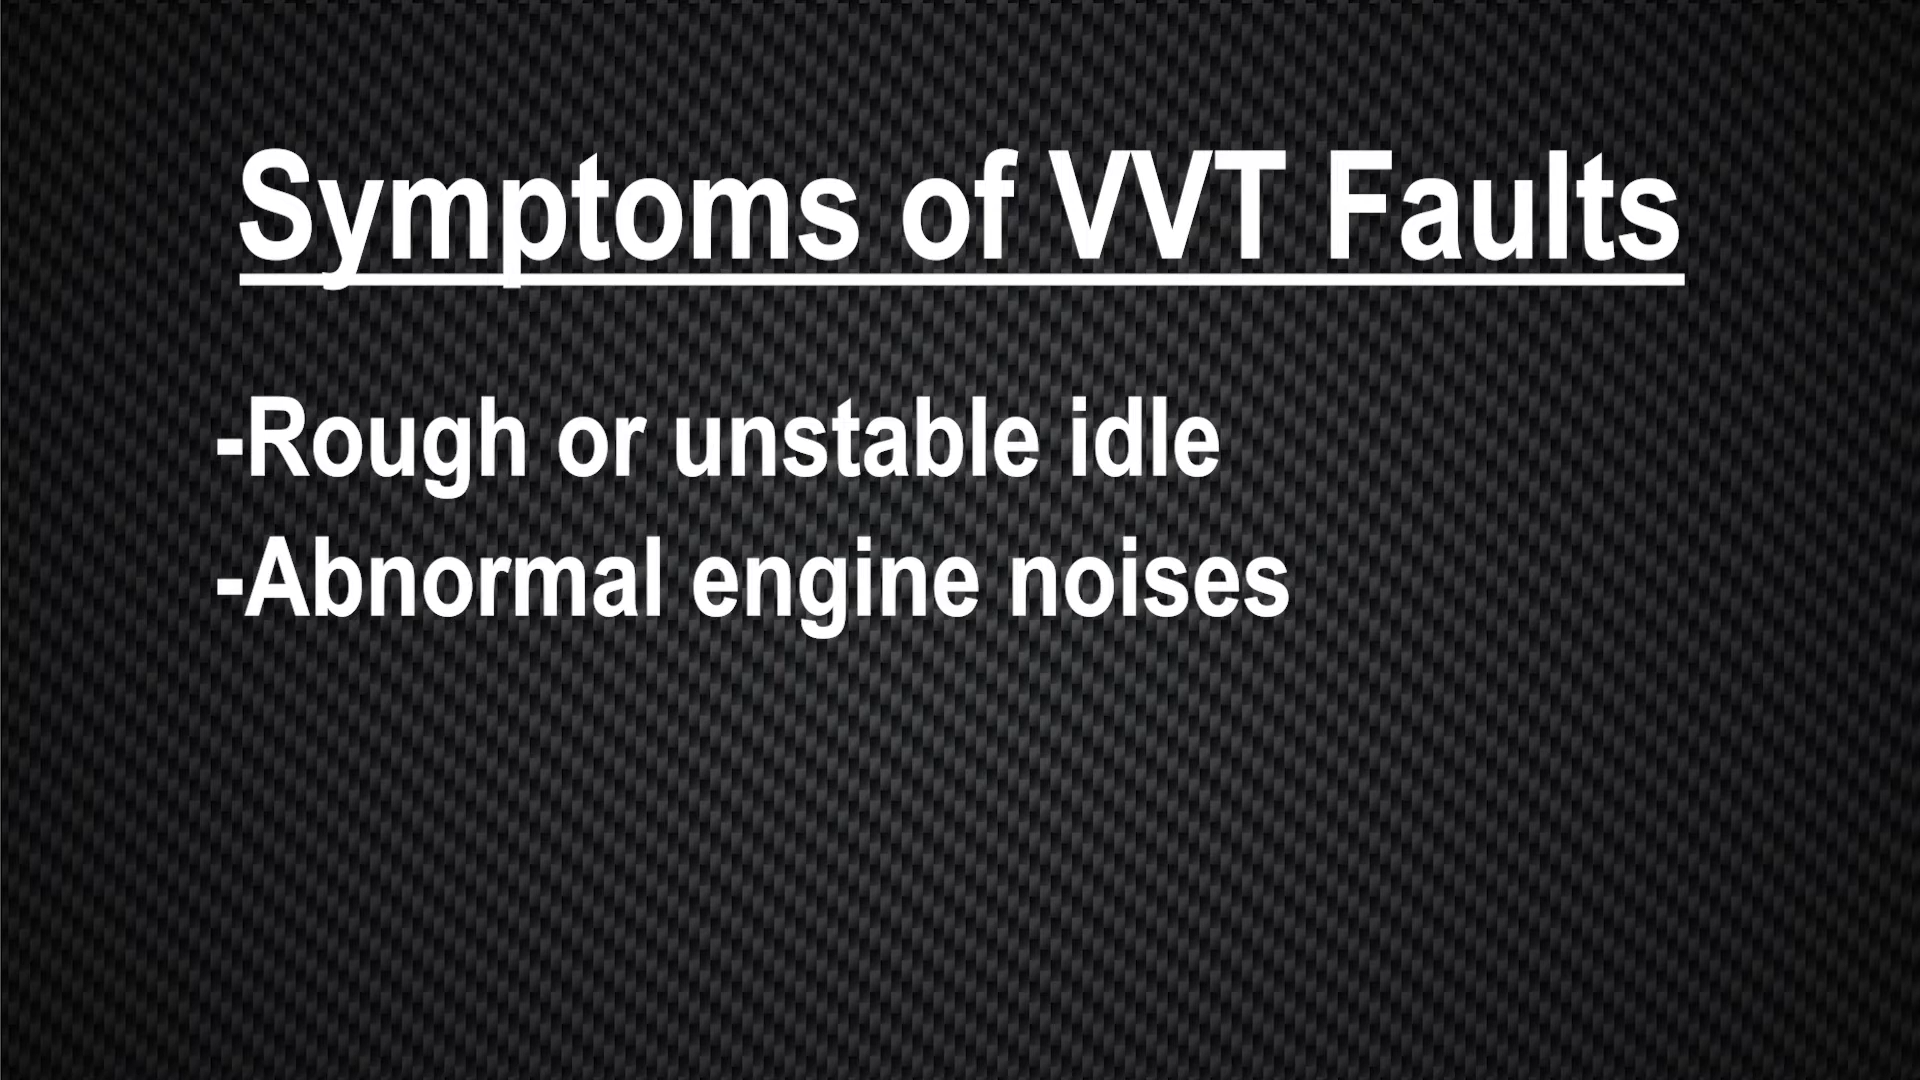 Symptoms of VVT Faults
-Rough or unstable idle
-Abnormal engine noises